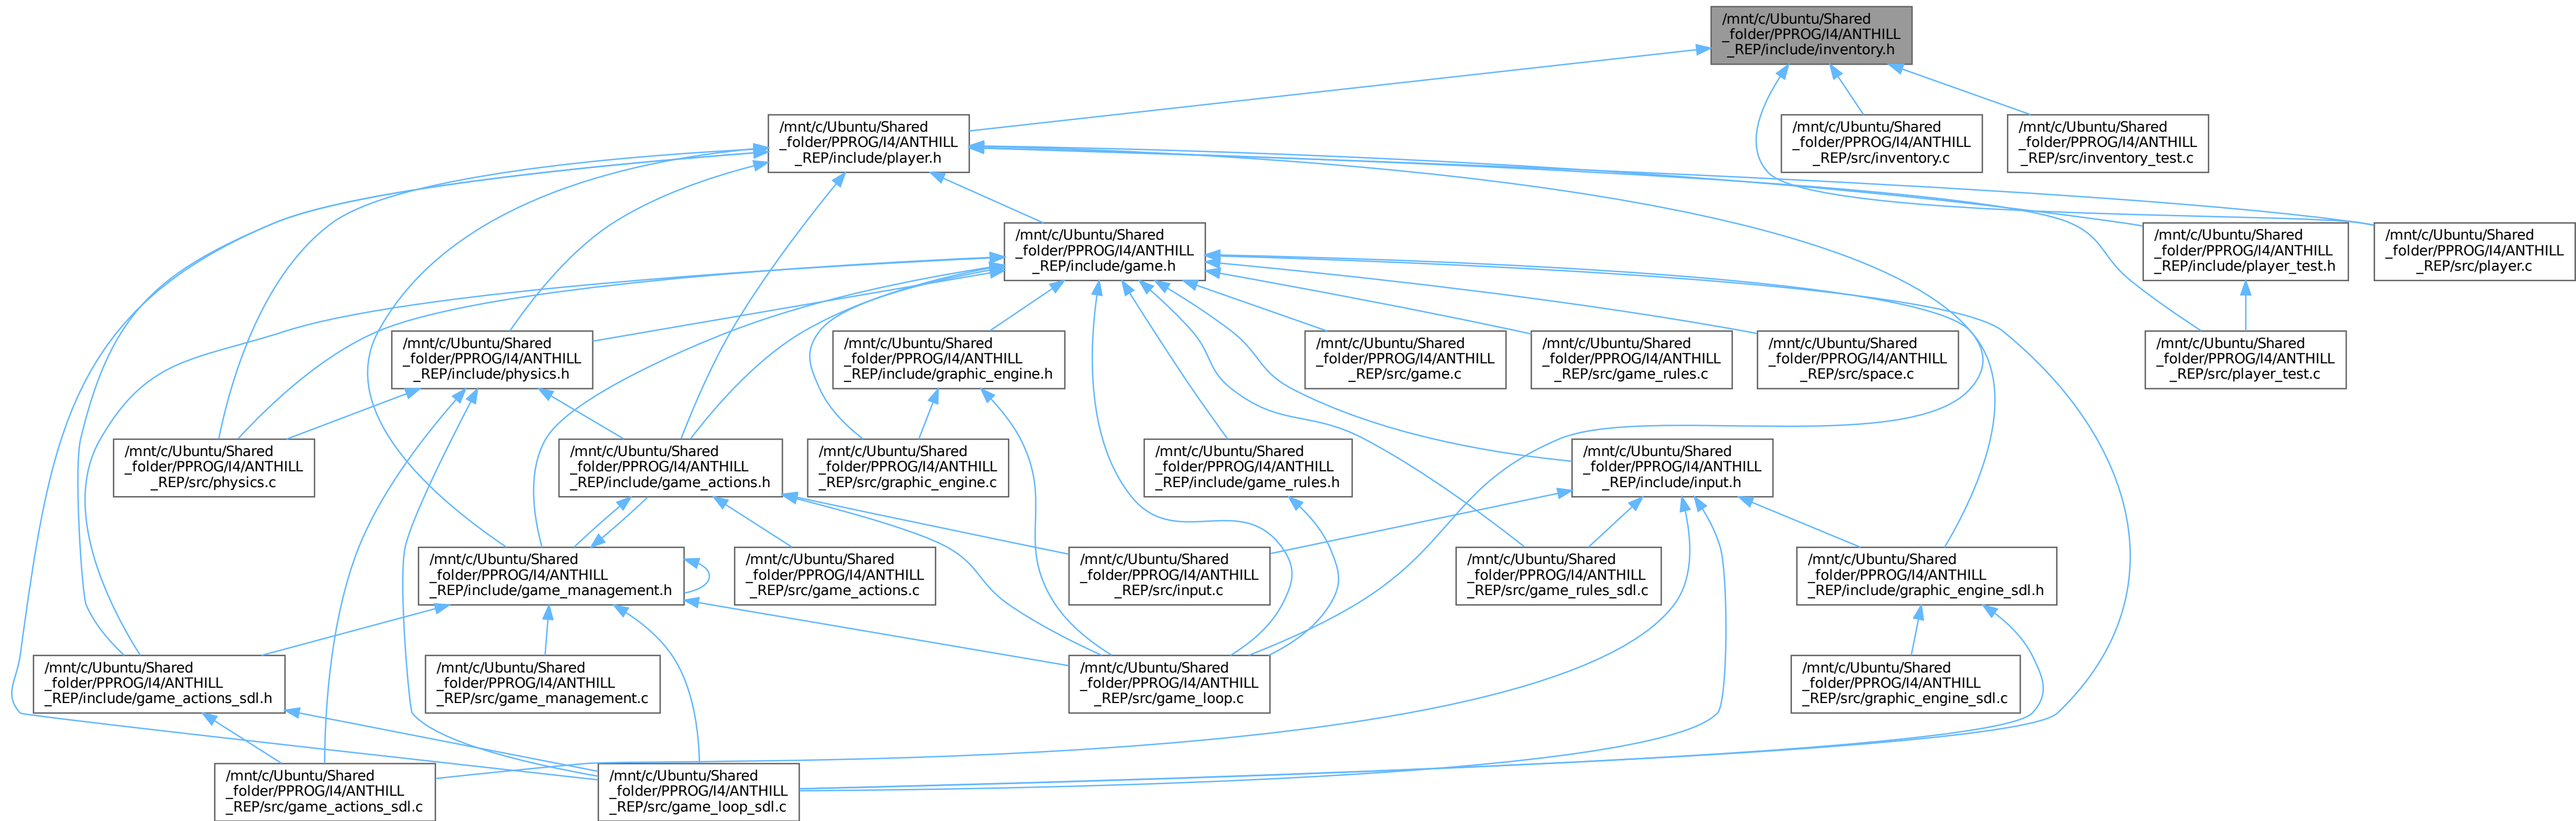 /mnt/c/Ubuntu/Shared
_folder/PPROG/I4/ANTHILL
_REP/include/inventory.h
/mnt/c/Ubuntu/Shared
_folder/PPROG/I4/ANTHILL
_REP/include/player.h
/mnt/c/Ubuntu/Shared
_folder/PPROG/I4/ANTHILL
_REP/src/inventory.c
/mnt/c/Ubuntu/Shared
_folder/PPROG/I4/ANTHILL
_REP/src/inventory_test.c
/mnt/c/Ubuntu/Shared
_folder/PPROG/I4/ANTHILL
_REP/include/game.h
/mnt/c/Ubuntu/Shared
_folder/PPROG/I4/ANTHILL
_REP/include/player_test.h
/mnt/c/Ubuntu/Shared
_folder/PPROG/I4/ANTHILL
_REP/src/player.c
/mnt/c/Ubuntu/Shared
_folder/PPROG/I4/ANTHILL
_REP/include/physics.h
/mnt/c/Ubuntu/Shared
_folder/PPROG/I4/ANTHILL
_REP/include/graphic_engine.h
/mnt/c/Ubuntu/Shared
_folder/PPROG/I4/ANTHILL
_REP/src/game.c
/mnt/c/Ubuntu/Shared
_folder/PPROG/I4/ANTHILL
_REP/src/game_rules.c
/mnt/c/Ubuntu/Shared
_folder/PPROG/I4/ANTHILL
_REP/src/space.c
/mnt/c/Ubuntu/Shared
_folder/PPROG/I4/ANTHILL
_REP/src/player_test.c
/mnt/c/Ubuntu/Shared
_folder/PPROG/I4/ANTHILL
_REP/src/physics.c
/mnt/c/Ubuntu/Shared
_folder/PPROG/I4/ANTHILL
_REP/include/game_actions.h
/mnt/c/Ubuntu/Shared
_folder/PPROG/I4/ANTHILL
_REP/src/graphic_engine.c
/mnt/c/Ubuntu/Shared
_folder/PPROG/I4/ANTHILL
_REP/include/game_rules.h
/mnt/c/Ubuntu/Shared
_folder/PPROG/I4/ANTHILL
_REP/include/input.h
/mnt/c/Ubuntu/Shared
_folder/PPROG/I4/ANTHILL
_REP/include/game_management.h
/mnt/c/Ubuntu/Shared
_folder/PPROG/I4/ANTHILL
_REP/src/game_actions.c
/mnt/c/Ubuntu/Shared
_folder/PPROG/I4/ANTHILL
_REP/src/input.c
/mnt/c/Ubuntu/Shared
_folder/PPROG/I4/ANTHILL
_REP/src/game_rules_sdl.c
/mnt/c/Ubuntu/Shared
_folder/PPROG/I4/ANTHILL
_REP/include/graphic_engine_sdl.h
/mnt/c/Ubuntu/Shared
_folder/PPROG/I4/ANTHILL
_REP/include/game_actions_sdl.h
/mnt/c/Ubuntu/Shared
_folder/PPROG/I4/ANTHILL
_REP/src/game_management.c
/mnt/c/Ubuntu/Shared
_folder/PPROG/I4/ANTHILL
_REP/src/game_loop.c
/mnt/c/Ubuntu/Shared
_folder/PPROG/I4/ANTHILL
_REP/src/graphic_engine_sdl.c
/mnt/c/Ubuntu/Shared
_folder/PPROG/I4/ANTHILL
_REP/src/game_actions_sdl.c
/mnt/c/Ubuntu/Shared
_folder/PPROG/I4/ANTHILL
_REP/src/game_loop_sdl.c